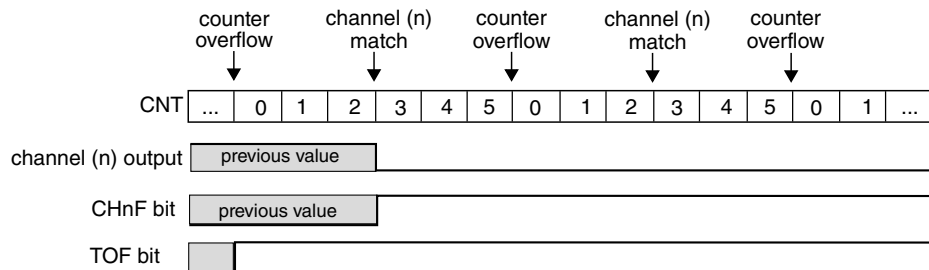 counter overflow
channel (n) match
counter overflow
channel (n) match
counter overflow
CNT ... 0 1 2 3 4 5 0 1 2 3 4 5 0 1 ...
channel (n) output previous value
CHnF bit previous value
TOF bit